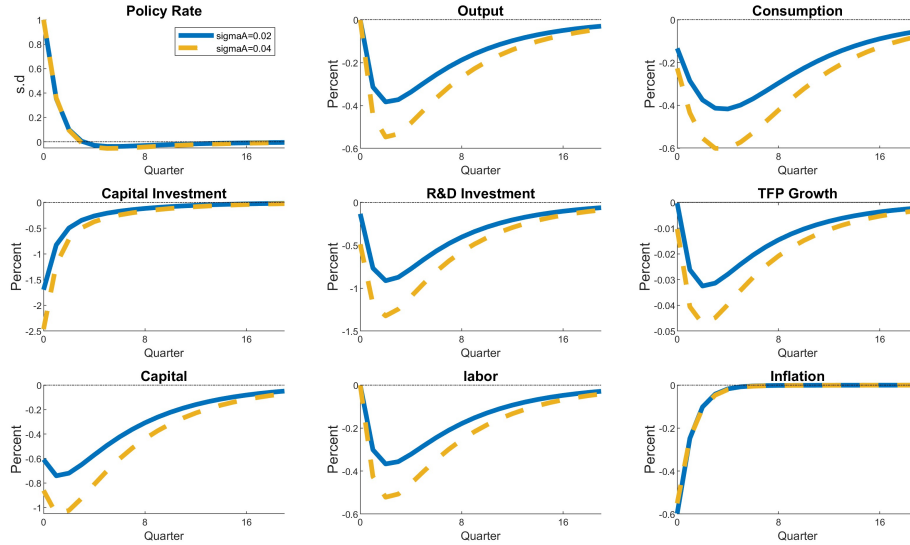 Policy Rate
s.d
1
0.8
0.6
0.4
0.2
0
0
8
16
Quarter
sigmaA=0.02
sigmaA=0.04
Output
Percent
0
-0.2
-0.4
-0.6
0
8
16
Quarter
Consumption
Percent
0
-0.2
-0.4
-0.6
0
8
16
Quarter
Capital Investment
Percent
0
-0.5
-1
-1.5
-2
-2.5
0
8
16
Quarter
R&D Investment
Percent
0
-0.5
-1
-1.5
0
8
16
Quarter
TFP Growth
Percent
0
-0.01
-0.02
-0.03
-0.04
-0.05
0
8
16
Quarter
Capital
Percent
0
-0.2
-0.4
-0.6
-0.8
-1
0
8
16
Quarter
labor
Percent
0
-0.2
-0.4
-0.6
0
8
16
Quarter
Inflation
Percent
0
-0.2
-0.4
-0.6
0
8
16
Quarter